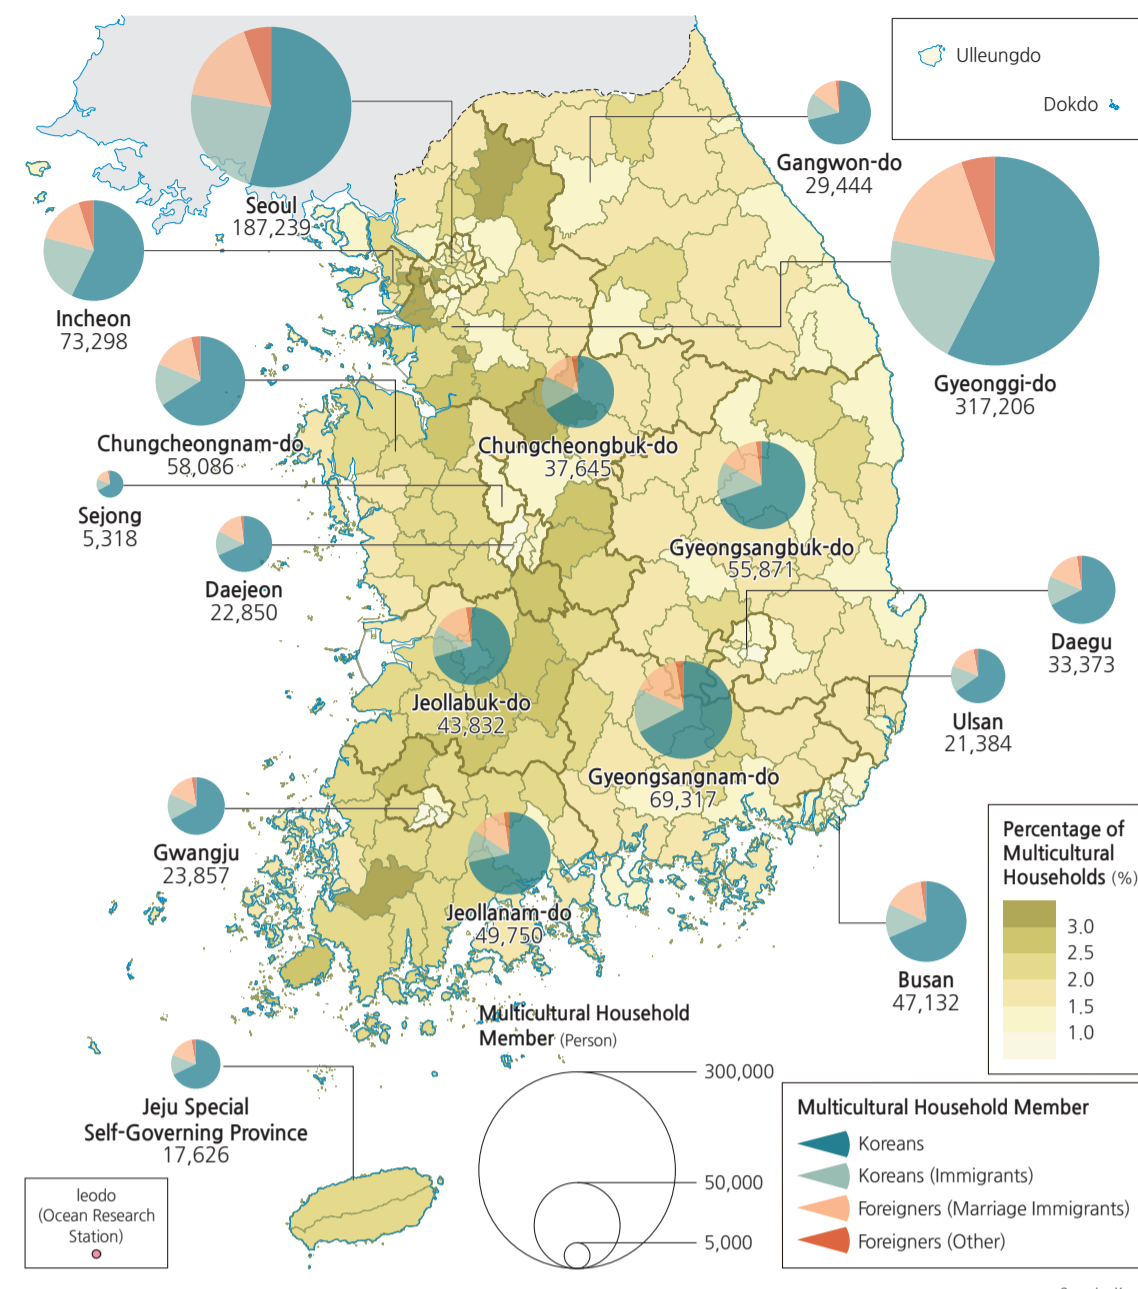 Ulleungdo
Dokdo
Gangwon-do
29,444
Seoul
187,239
Incheon
73,298
Gyeonggi-do
317,206
Chungcheongnam-do
58,086
Chungcheongbuk-do
37,645
Sejong
5,318
Gyeongsangbuk-do
55,871
Daejeon
22,850
Daegu
33,373
Jeollabuk-do
43,832
Ulsan
21,384
Gyeongsangnam-do
69,317
Gwangju
23,857
Jeollanam-do
49,750
Busan
47,132
Percentage of
Multicultural
Households (%)
3.0
2.5
2.0
1.5
1.0
Multicultural Household
Member (Person)
300,000
50,000
5,000
Jeju Special
Self-Governing Province
17,626
Ieodo
(Ocean Research
Station)
Multicultural Household Member
Koreans
Koreans (Immigrants)
Foreigners (Marriage Immigrants)
Foreigners (Other)